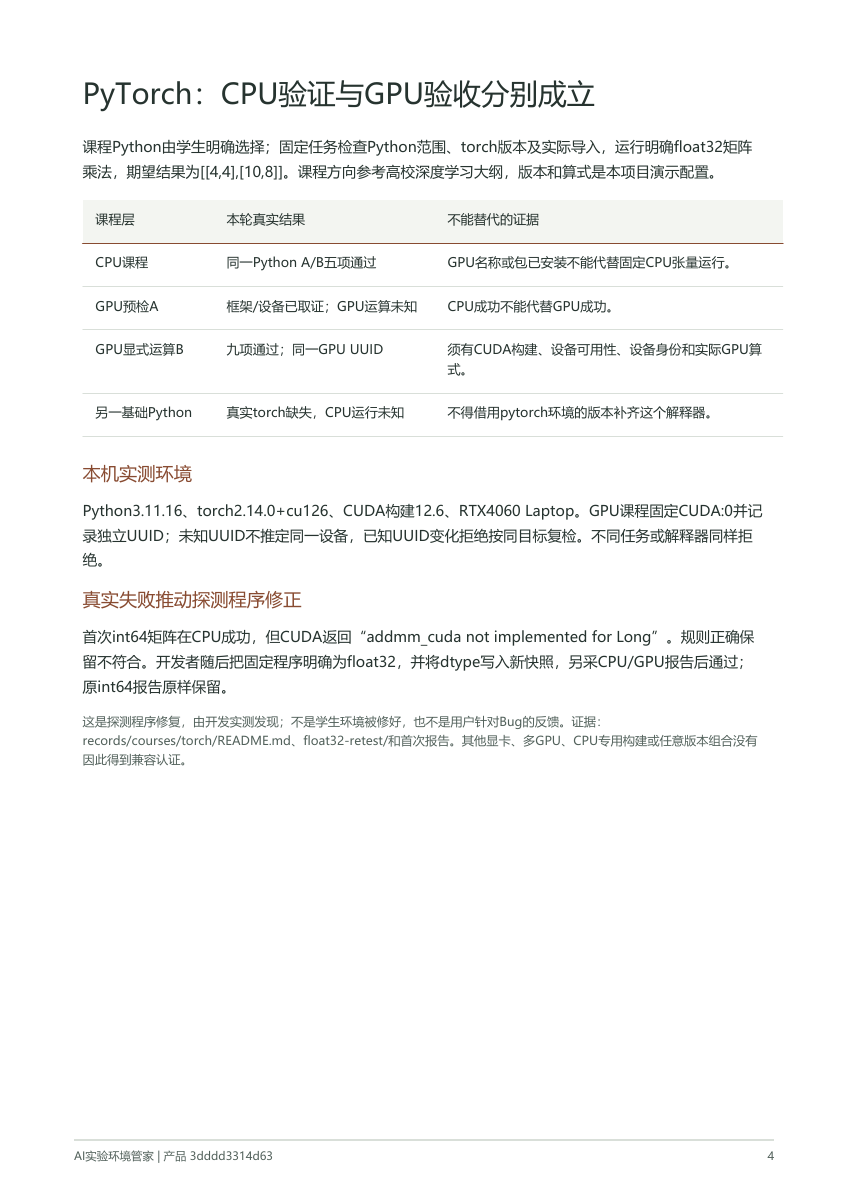 PyTorch：CPU验证与GPU验收分别成立
课程Python由学生明确选择；固定任务检查Python范围、torch版本及实际导入，运行明确float32矩阵
乘法，期望结果为[[4,4],[10,8]]。课程方向参考高校深度学习大纲，版本和算式是本项目演示配置。
课程层 本轮真实结果 不能替代的证据
CPU课程 同一Python A/B五项通过 GPU名称或包已安装不能代替固定CPU张量运行。
GPU预检A 框架/设备已取证；GPU运算未知 CPU成功不能代替GPU成功。
GPU显式运算B 九项通过；同一GPU UUID 须有CUDA构建、设备可用性、设备身份和实际GPU算
式。
另一基础Python 真实torch缺失，CPU运行未知 不得借用pytorch环境的版本补齐这个解释器。
本机实测环境
Python3.11.16、torch2.14.0+cu126、CUDA构建12.6、RTX4060 Laptop。GPU课程固定CUDA:0并记
录独立UUID；未知UUID不推定同一设备，已知UUID变化拒绝按同目标复检。不同任务或解释器同样拒
绝。
真实失败推动探测程序修正
首次int64矩阵在CPU成功，但CUDA返回“addmm_cuda not implemented for Long”。规则正确保
留不符合。开发者随后把固定程序明确为float32，并将dtype写入新快照，另采CPU/GPU报告后通过；
原int64报告原样保留。
这是探测程序修复，由开发实测发现；不是学生环境被修好，也不是用户针对Bug的反馈。证据：
records/courses/torch/README.md、float32-retest/和首次报告。其他显卡、多GPU、CPU专用构建或任意版本组合没有
因此得到兼容认证。
AI实验环境管家 | 产品 3dddd3314d63 4